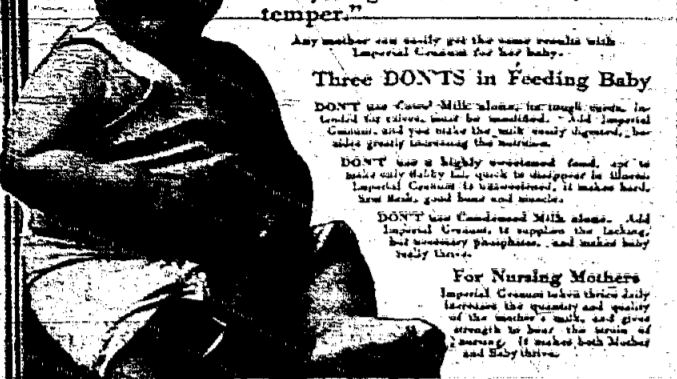 temper."
Any mother can easily get the same results with
Imperial Granum for her baby.
Three DON'TS in Feeding Baby
DON'T use Cows' Milk alone, its tough curds, in-
tended for calves, must be modified. Add Imperial
Granum, and you make the milk easily digested, be-
sides greatly increasing the nutrition.
DON'T use a highly sweetened food, apt to
make only flabby fat, quick to disappear in illness.
Imperial Granum is unsweetened, it makes hard,
firm flesh, good bone and muscle.
DON'T use Condensed Milk alone. Add
Imperial Granum, it supplies the lacking,
but necessary phosphates, and makes baby
really thrive.
For Nursing Mothers
Imperial Granum taken thrice daily
increases the quantity and quality
of the mother's milk, and gives
strength to bear the strain of
nursing. It makes both Mother
and Baby thrive.